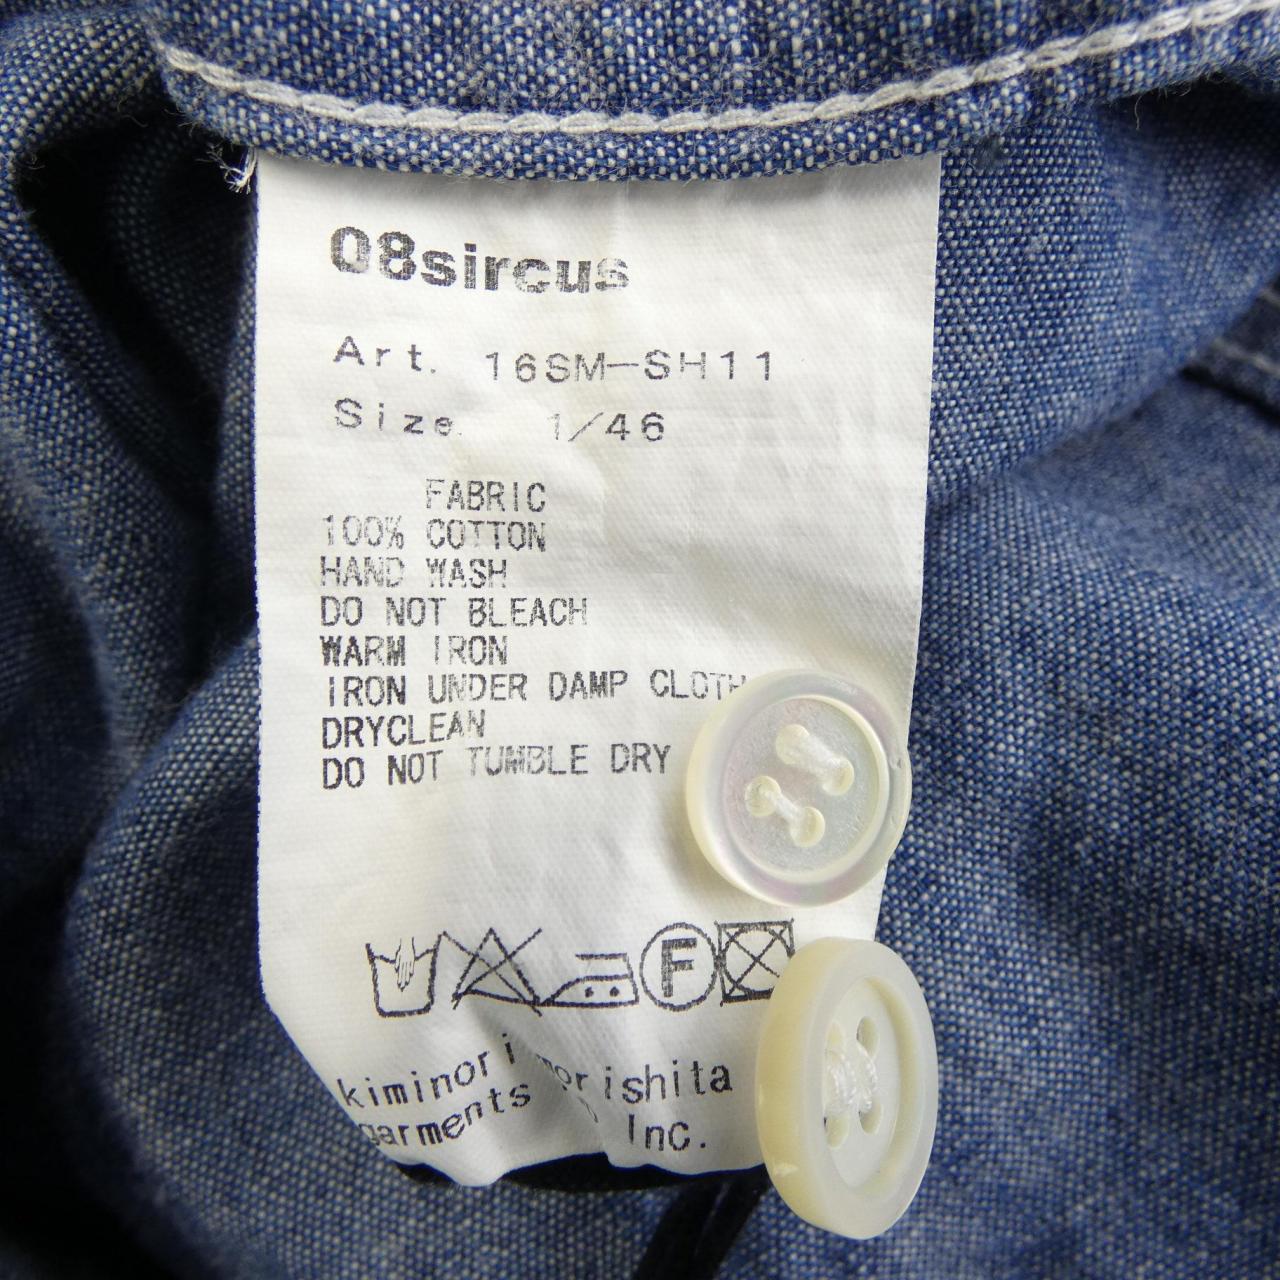 08sircus
Art. 16SM-SH11
Size. 1/46
FABRIC
100% COTTON
HAND WASH
DO NOT BLEACH
WARM IRON
IRON UNDER DAMP CLOTH
DRYCLEAN
DO NOT TUMBLE DRY
F
kiminori morishita
garments Inc.